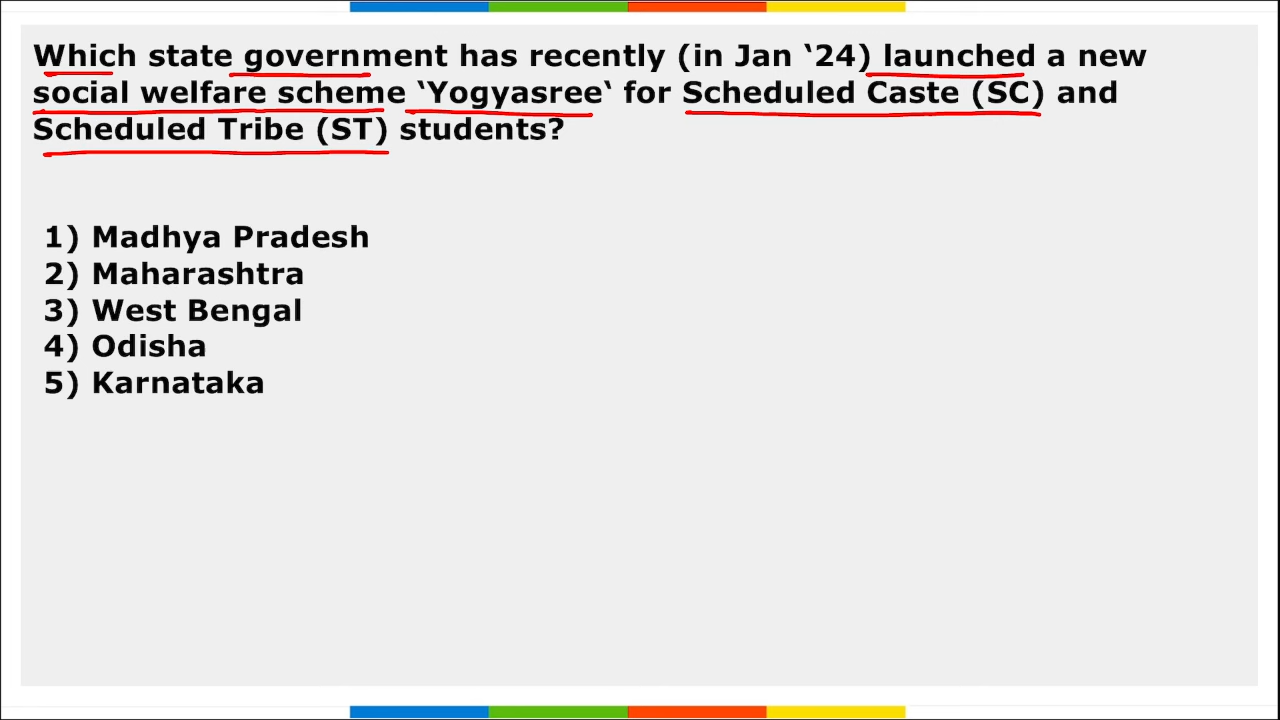 Which state government has recently (in Jan ‘24) launched a new
social welfare scheme ‘Yogyasree‘ for Scheduled Caste (SC) and
Scheduled Tribe (ST) students?
1) Madhya Pradesh
2) Maharashtra
3) West Bengal
4) Odisha
5) Karnataka